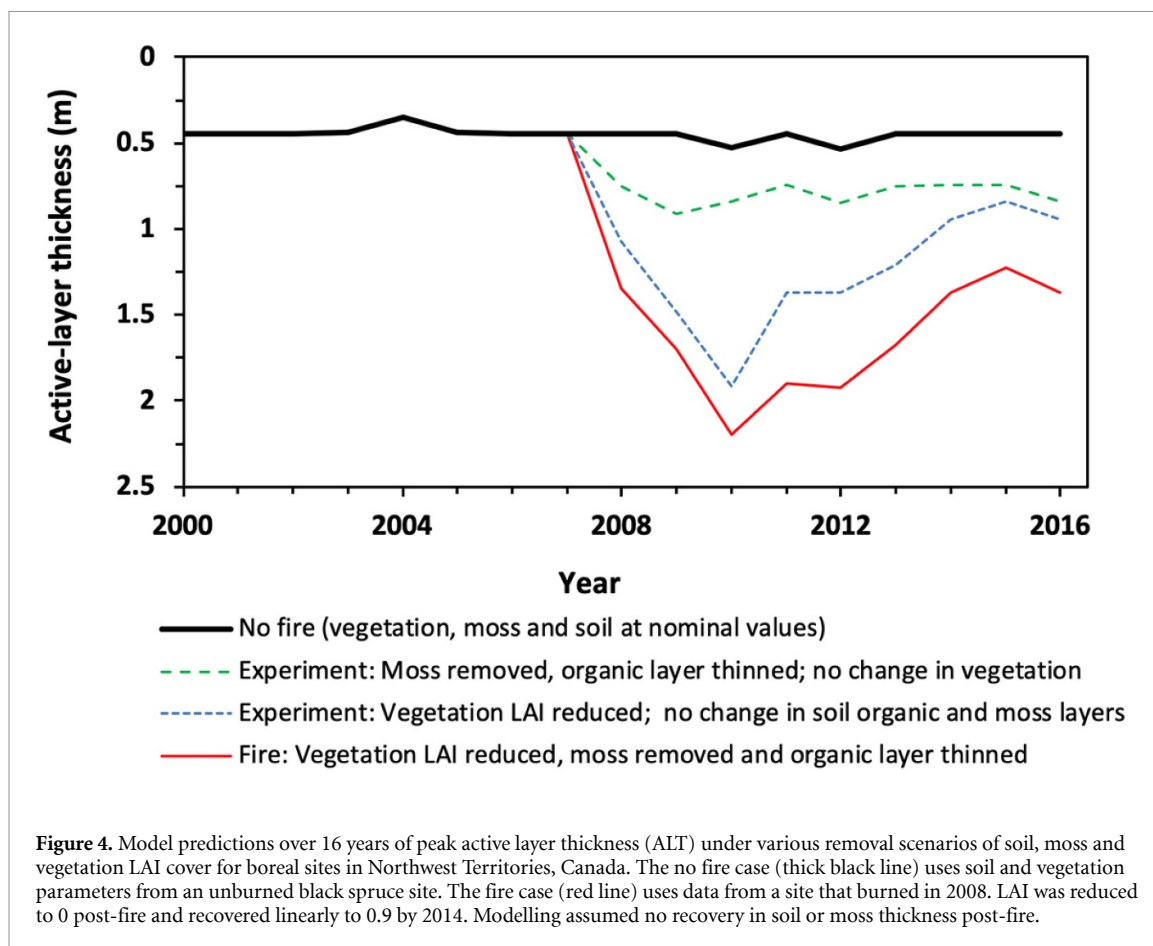 0
0.5
1
1.5
2
2.5
Active-layer thickness (m)
2000
2004
2008
2012
2016
Year
No fire (vegetation, moss and soil at nominal values)
Experiment: Moss removed, organic layer thinned; no change in vegetation
Experiment: Vegetation LAI reduced;  no change in soil organic and moss layers
Fire: Vegetation LAI reduced, moss removed and organic layer thinned
Figure 4. Model predictions over 16 years of peak active layer thickness (ALT) under various removal scenarios of soil, moss and
vegetation LAI cover for boreal sites in Northwest Territories, Canada. The no fire case (thick black line) uses soil and vegetation
parameters from an unburned black spruce site. The fire case (red line) uses data from a site that burned in 2008. LAI was reduced
to 0 post-fire and recovered linearly to 0.9 by 2014. Modelling assumed no recovery in soil or moss thickness post-fire.